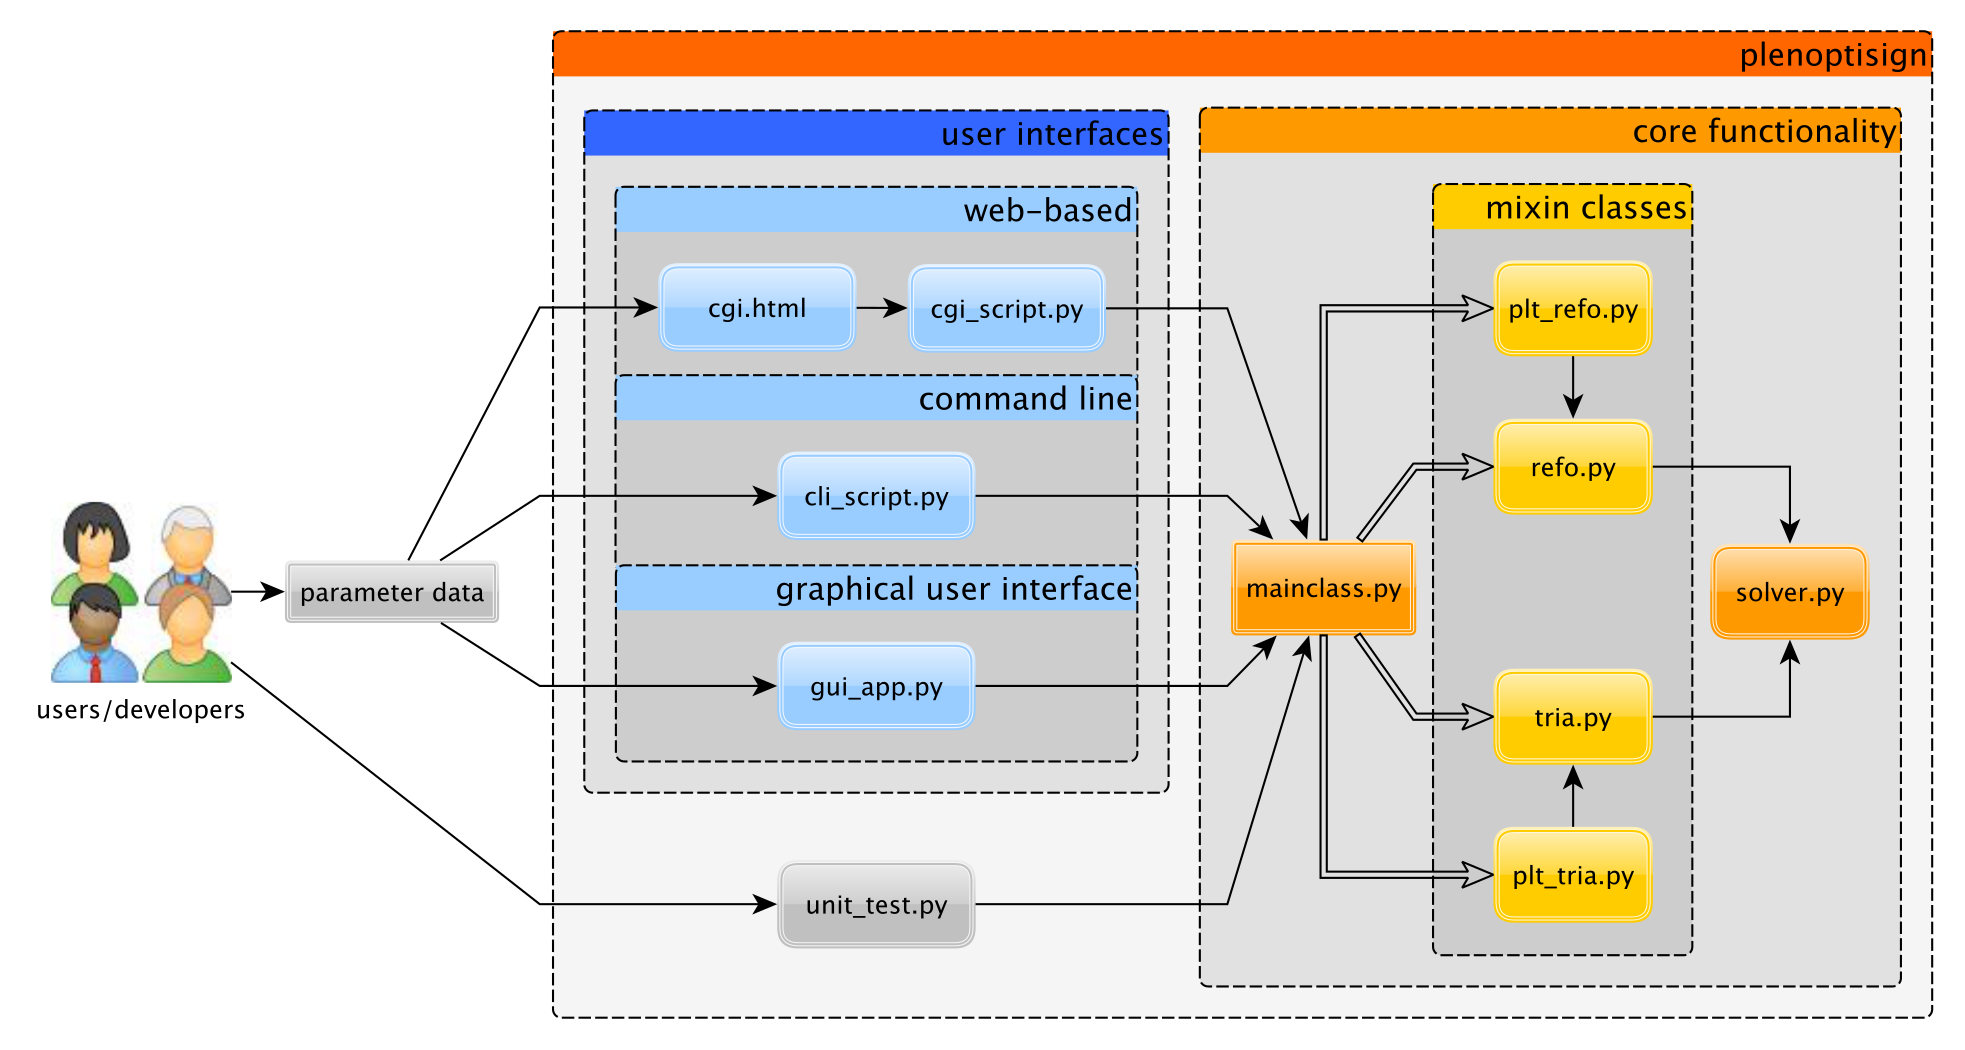 plenoptisign
user interfaces
core functionality
web-based
mixin classes
cgi.html
cgi_script.py
plt_refo.py
command line
refo.py
cli_script.py
graphical user interface
parameter data
mainclass.py
solver.py
gui_app.py
users/developers
tria.py
plt_tria.py
unit_test.py